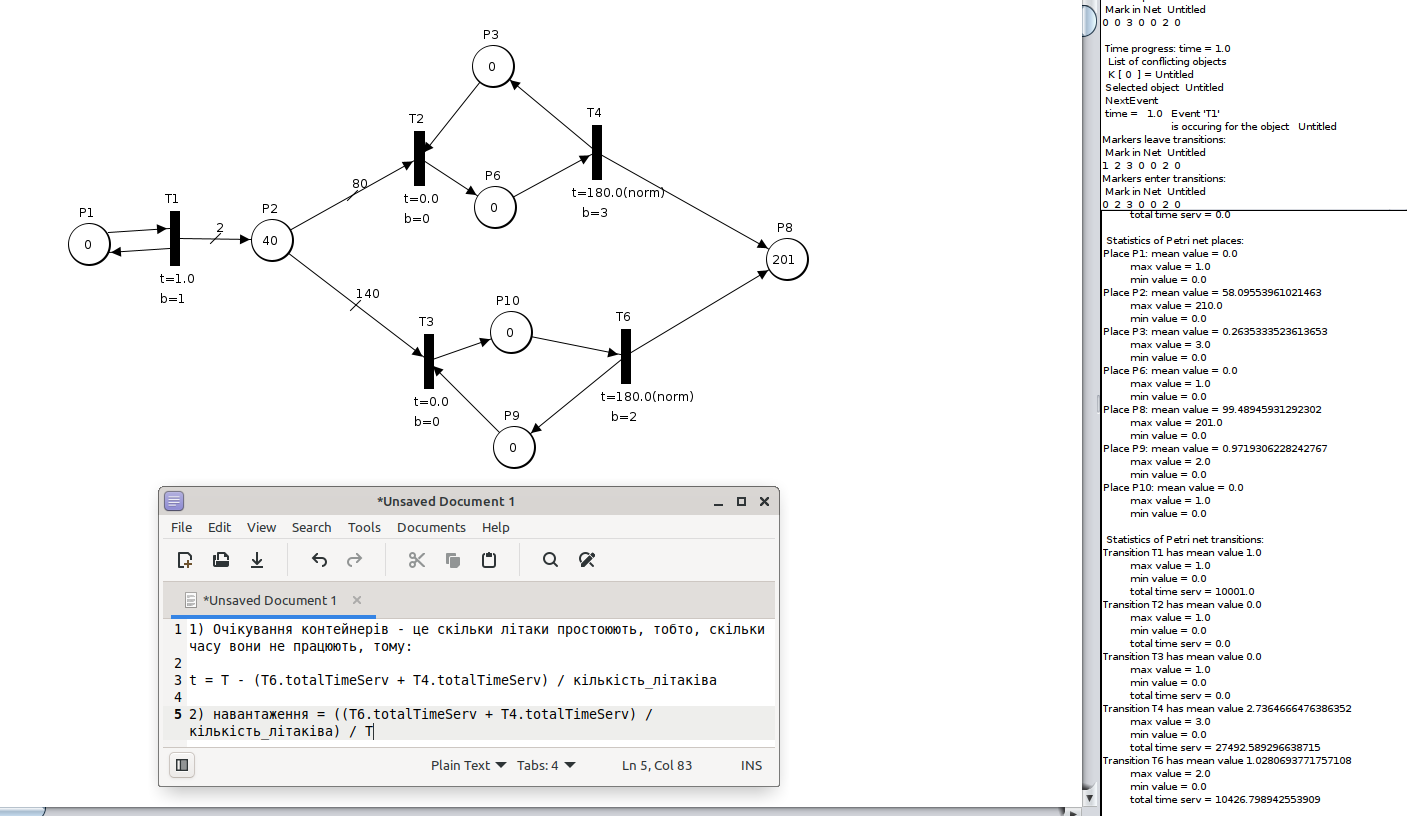 P3
0
T4
T2
P6
0
t=180.0(norm)
b=3
t=0.0
b=0
80
T1
P1
0
2
P2
40
t=1.0
b=1
P8
201
140
P10
0
T3
T6
t=180.0(norm)
b=2
t=0.0
b=0
P9
0
*Unsaved Document 1
File Edit View Search Tools Documents Help
*Unsaved Document 1
1 1) Очікування контейнерів - це скільки літаки простоюють, тобто, скільки
часу вони не працюють, тому:
2
3 t = T - (T6.totalTimeServ + T4.totalTimeServ) / кількість_літаківа
4
5 2) навантаження = ((T6.totalTimeServ + T4.totalTimeServ) /
кількість_літаківа) / T
Plain Text Tabs: 4 Ln 5, Col 83 INS
Mark in Net Untitled
0 0 3 0 0 2 0
Time progress: time = 1.0
List of conflicting objects
K [ 0 ] = Untitled
Selected object Untitled
NextEvent
time = 1.0 Event 'T1'
is occuring for the object Untitled
Markers leave transitions:
Mark in Net Untitled
1 2 3 0 0 2 0
Markers enter transitions:
Mark in Net Untitled
0 2 3 0 0 2 0
total time serv = 0.0
Statistics of Petri net places:
Place P1: mean value = 0.0
max value = 1.0
min value = 0.0
Place P2: mean value = 58.09553961021463
max value = 210.0
min value = 0.0
Place P3: mean value = 0.2635333523613653
max value = 3.0
min value = 0.0
Place P6: mean value = 0.0
max value = 1.0
min value = 0.0
Place P8: mean value = 99.48945931292302
max value = 201.0
min value = 0.0
Place P9: mean value = 0.9719306228242767
max value = 2.0
min value = 0.0
Place P10: mean value = 0.0
max value = 1.0
min value = 0.0
Statistics of Petri net transitions:
Transition T1 has mean value 1.0
max value = 1.0
min value = 0.0
total time serv = 10001.0
Transition T2 has mean value 0.0
max value = 1.0
min value = 0.0
total time serv = 0.0
Transition T3 has mean value 0.0
max value = 1.0
min value = 0.0
total time serv = 0.0
Transition T4 has mean value 2.7364666476386352
max value = 3.0
min value = 0.0
total time serv = 27492.589296638715
Transition T6 has mean value 1.0280693771757108
max value = 2.0
min value = 0.0
total time serv = 10426.798942553909